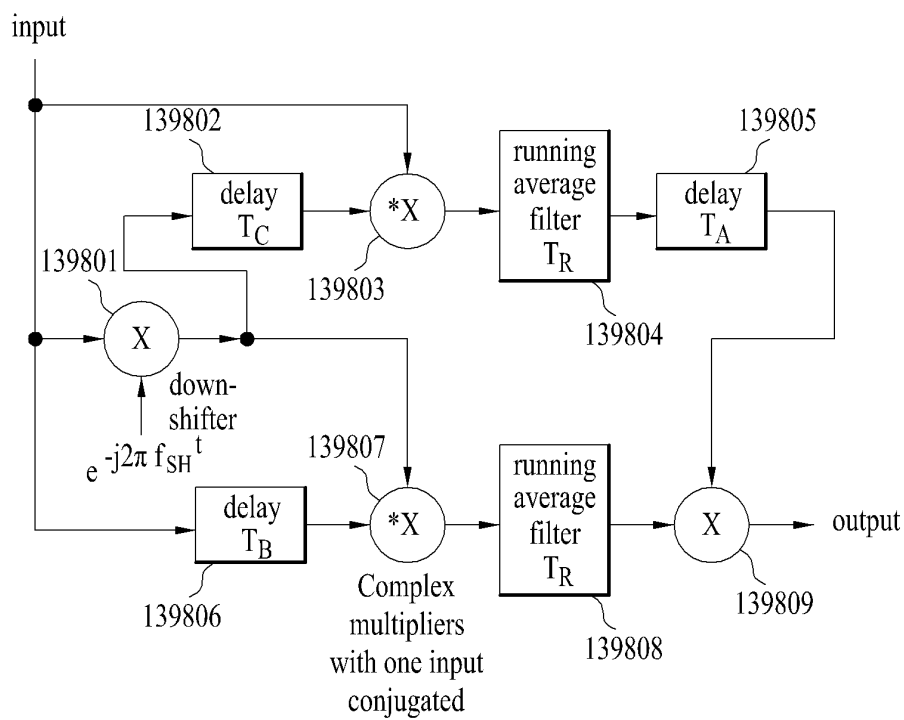 input
139802
delay
T_C
*X
139803
running
average
filter
T_R
139804
139805
delay
T_A
139801
X
down-
shifter
e^-j2π f_SH t
139807
delay
T_B
139806
*X
Complex
multipliers
with one input
conjugated
running
average
filter
T_R
139808
X
139809
output